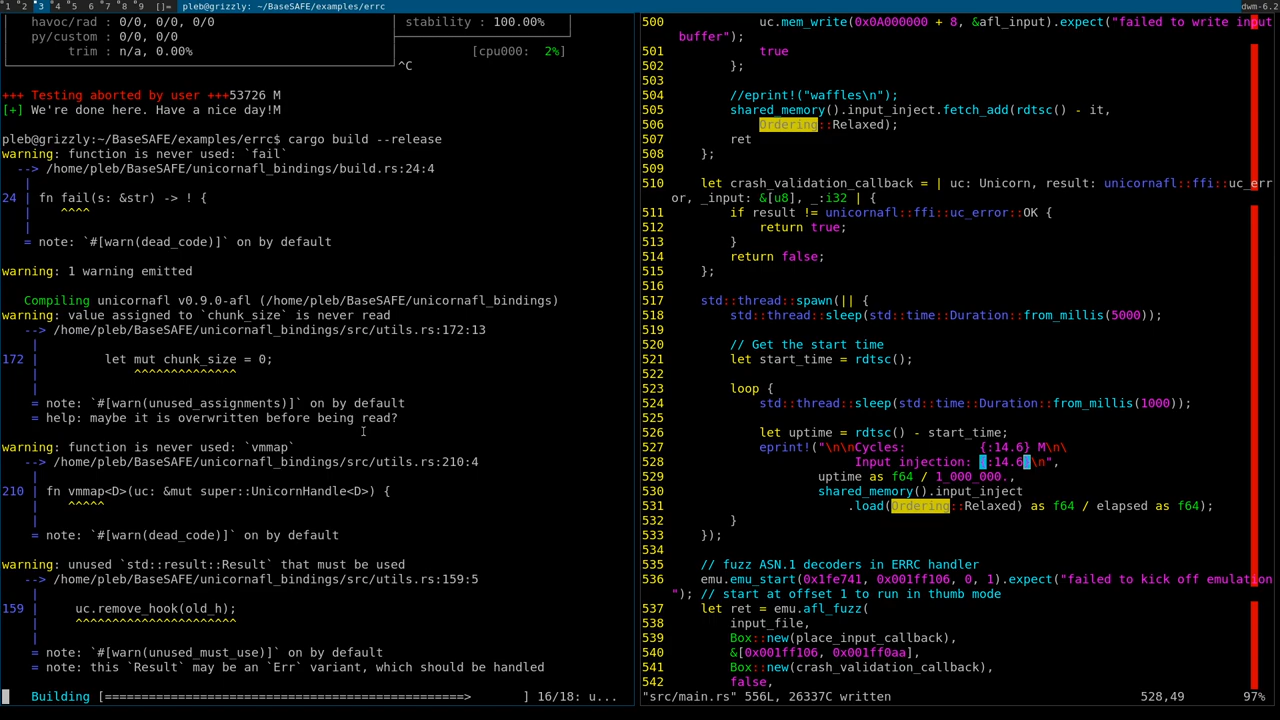 1 2 3 4 5 6 7 8 9 []= pleb@grizzly: ~/BaseSAFE/examples/errc dwm-6.2
havoc/rad : 0/0, 0/0, 0/0 stability : 100.00%
py/custom : 0/0, 0/0
trim : n/a, 0.00% [cpu000: 2%]
^C
+++ Testing aborted by user +++53726 M
[+] We're done here. Have a nice day!M
pleb@grizzly:~/BaseSAFE/examples/errc$ cargo build --release
warning: function is never used: `fail`
--> /home/pleb/BaseSAFE/unicornafl_bindings/build.rs:24:4
|
24 | fn fail(s: &str) -> ! {
| ^^^^
|
= note: `#[warn(dead_code)]` on by default
warning: 1 warning emitted
Compiling unicornafl v0.9.0-afl (/home/pleb/BaseSAFE/unicornafl_bindings)
warning: value assigned to `chunk_size` is never read
--> /home/pleb/BaseSAFE/unicornafl_bindings/src/utils.rs:172:13
|
172 | let mut chunk_size = 0;
| ^^^^^^^^^^^^^^
|
= note: `#[warn(unused_assignments)]` on by default
= help: maybe it is overwritten before being read?
warning: function is never used: `vmmap`
--> /home/pleb/BaseSAFE/unicornafl_bindings/src/utils.rs:210:4
|
210 | fn vmmap<D>(uc: &mut super::UnicornHandle<D>) {
| ^^^^^
|
= note: `#[warn(dead_code)]` on by default
warning: unused `std::result::Result` that must be used
--> /home/pleb/BaseSAFE/unicornafl_bindings/src/utils.rs:159:5
|
159 | uc.remove_hook(old_h);
| ^^^^^^^^^^^^^^^^^^^^^^
|
= note: `#[warn(unused_must_use)]` on by default
= note: this `Result` may be an `Err` variant, which should be handled
Building [=================================================> ] 16/18: u...
500 uc.mem_write(0x0A000000 + 8, &afl_input).expect("failed to write input
buffer");
501 true
502 };
503
504 //eprint!("waffles\n");
505 shared_memory().input_inject.fetch_add(rdtsc() - it,
506 Ordering::Relaxed);
507 ret
508 };
509
510 let crash_validation_callback = | uc: Unicorn, result: unicornafl::ffi::uc_err
or, _input: &[u8], _:i32 | {
511 if result != unicornafl::ffi::uc_error::OK {
512 return true;
513 }
514 return false;
515 };
516
517 std::thread::spawn(|| {
518 std::thread::sleep(std::time::Duration::from_millis(5000));
519
520 // Get the start time
521 let start_time = rdtsc();
522
523 loop {
524 std::thread::sleep(std::time::Duration::from_millis(1000));
525
526 let uptime = rdtsc() - start_time;
527 eprint!("\n\nCycles: {:14.6} M\n\
528 Input injection: {:14.6}\n",
529 uptime as f64 / 1_000_000.,
530 shared_memory().input_inject
531 .load(Ordering::Relaxed) as f64 / elapsed as f64);
532 }
533 });
534
535 // fuzz ASN.1 decoders in ERRC handler
536 emu.emu_start(0x1fe741, 0x001ff106, 0, 1).expect("failed to kick off emulation
"); // start at offset 1 to run in thumb mode
537 let ret = emu.afl_fuzz(
538 input_file,
539 Box::new(place_input_callback),
540 &[0x001ff106, 0x001ff0aa],
541 Box::new(crash_validation_callback),
542 false,
"src/main.rs" 556L, 26337C written 528,49 97%